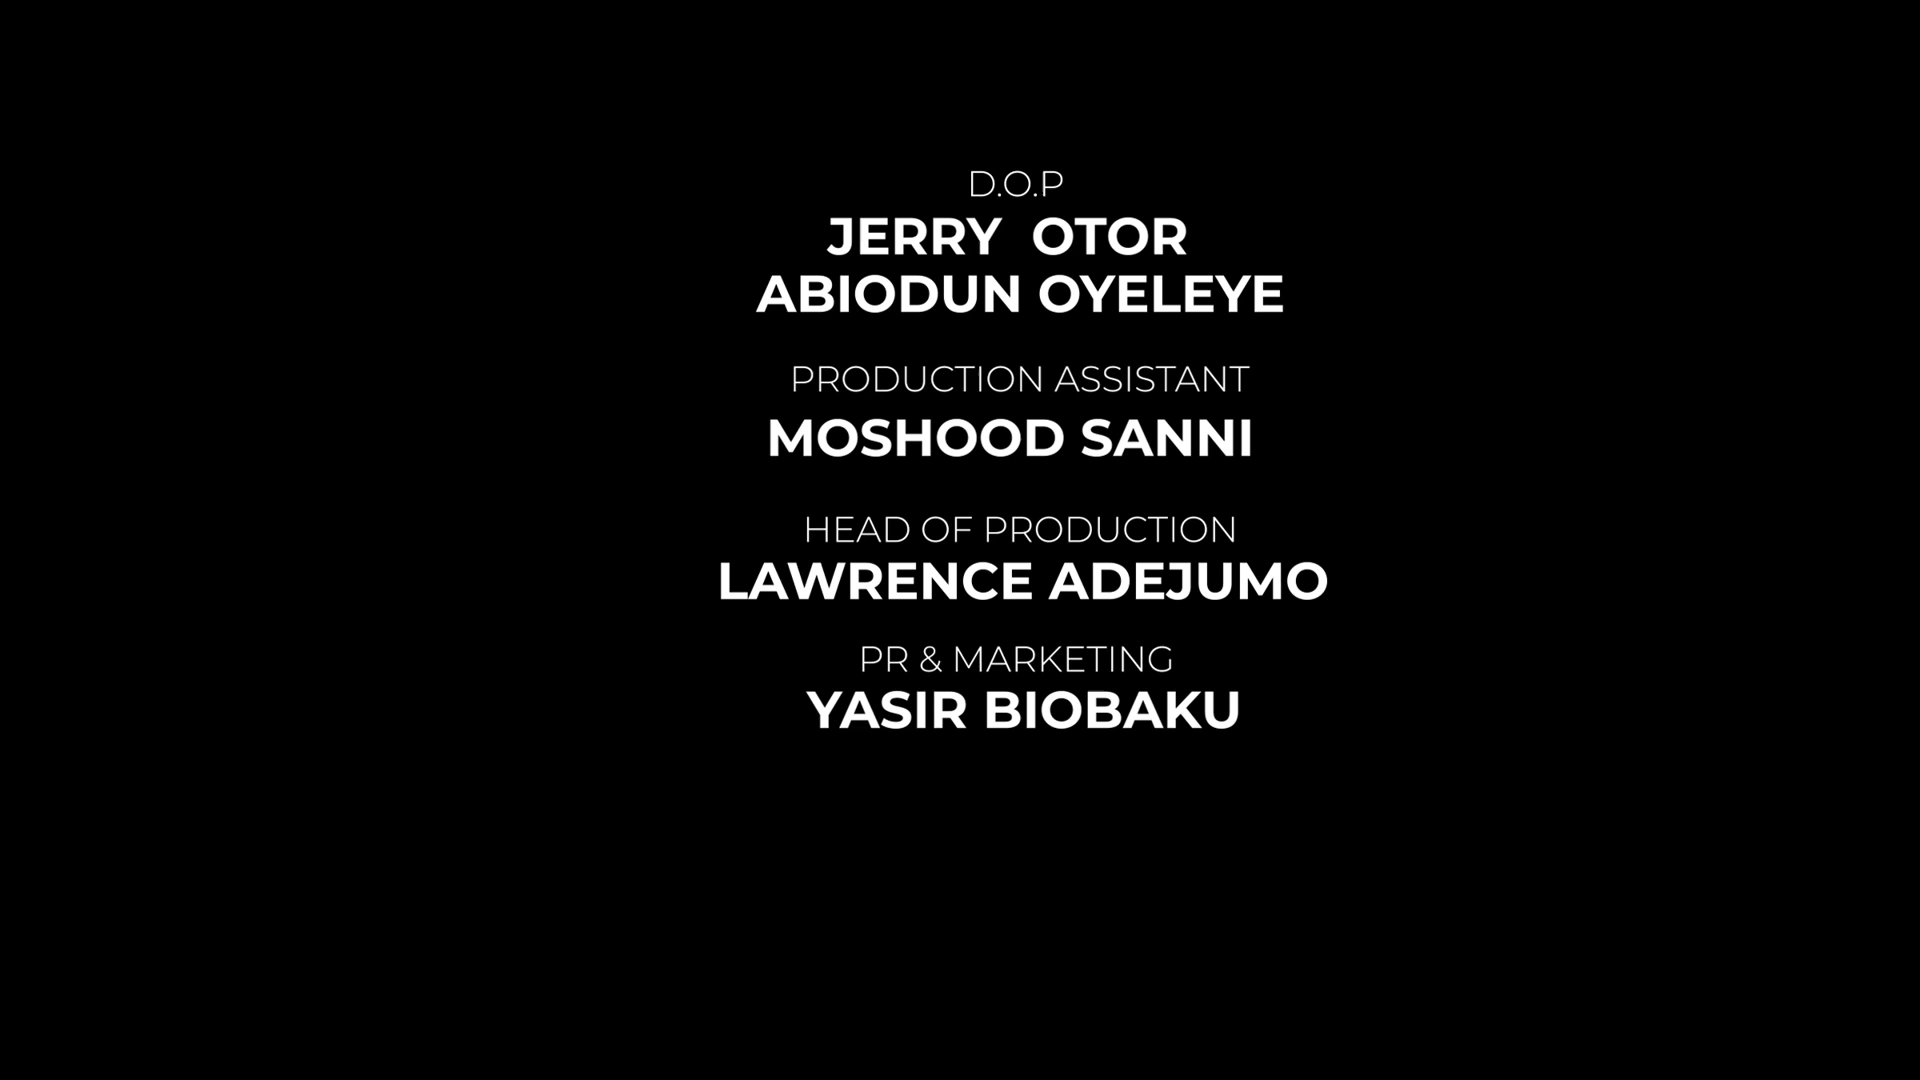 D.O.P
JERRY  OTOR
ABIODUN OYELEYE
PRODUCTION ASSISTANT
MOSHOOD SANNI
HEAD OF PRODUCTION
LAWRENCE ADEJUMO
PR & MARKETING
YASIR BIOBAKU